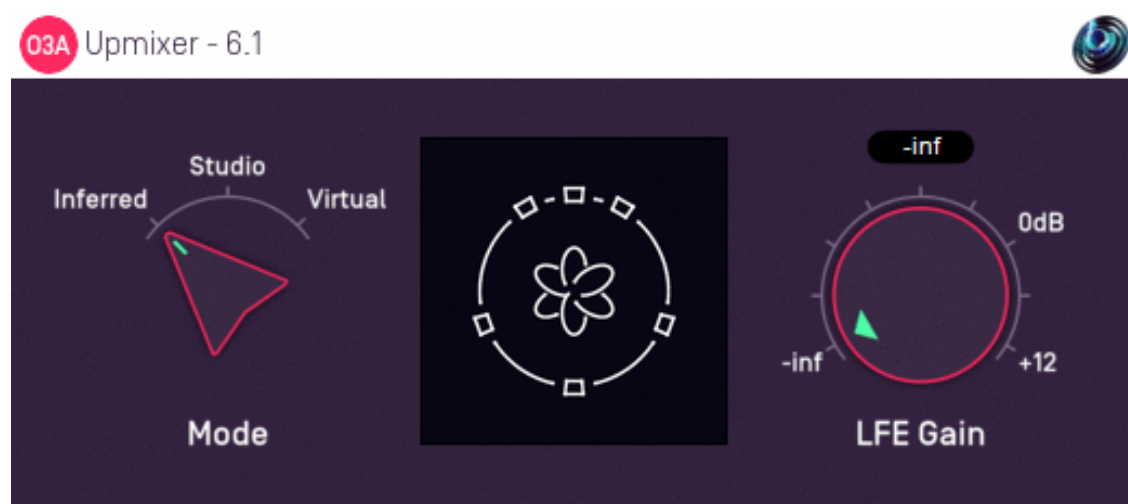 O3A Upmixer - 6.1
-inf
Studio
Inferred
Virtual
0dB
-inf
+12
Mode
LFE Gain